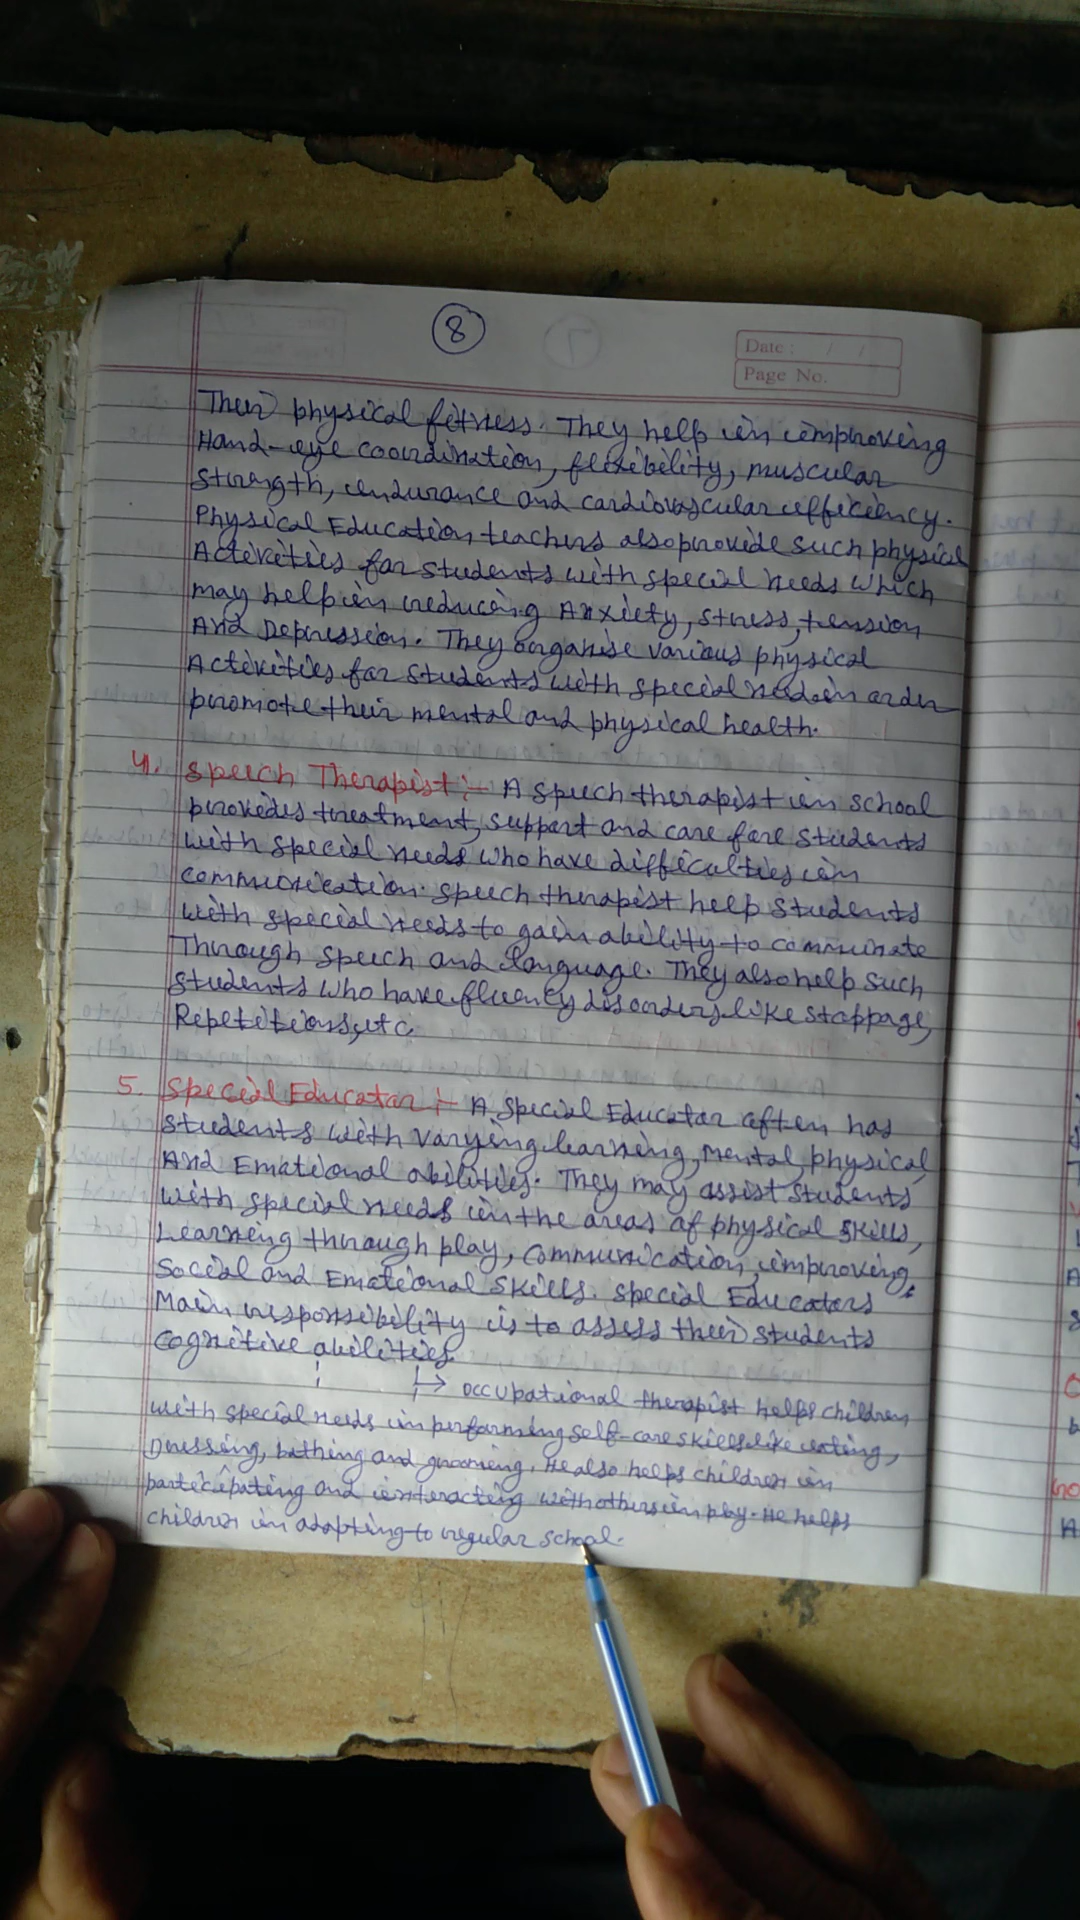 8
Date : / /
Page No.
Their physical fitness. They help in improving
Hand-eye coordination, flexibility, muscular
strength, endurance and cardiovascular efficiency.
Physical Education teachers also provide such physical
Activities for students with special needs which
may help in reducing Anxiety, stress, tension
And Depression. They organise various physical
Activities for students with special need in order
promote their mental and physical health.
4. Speech Therapist :- A speech therapist in school
provides treatment, support and care fore students
with special needs who have difficulties in
communication. speech therapist help students
with special needs to gain ability to communate
Through speech and language. They also help such
students who have fluency disorders like stoppage,
Repetitions, etc.
5. Special Educator :- A special Educator often has
students with varying learning, mental, physical,
And Emotional abilities. They may assist students
with special needs in the areas of physical skills,
Learning through play, communication, improving
social and Emotional skills. special Educators
Main responsibility is to assess their students
cognitive abilities.
→ occupational therapist helps children
with special needs in performing self-care skills like eating,
Dressing, bathing and grooming. He also helps children in
participating and interacting with others in play. He helps
children in adapting to regular school.